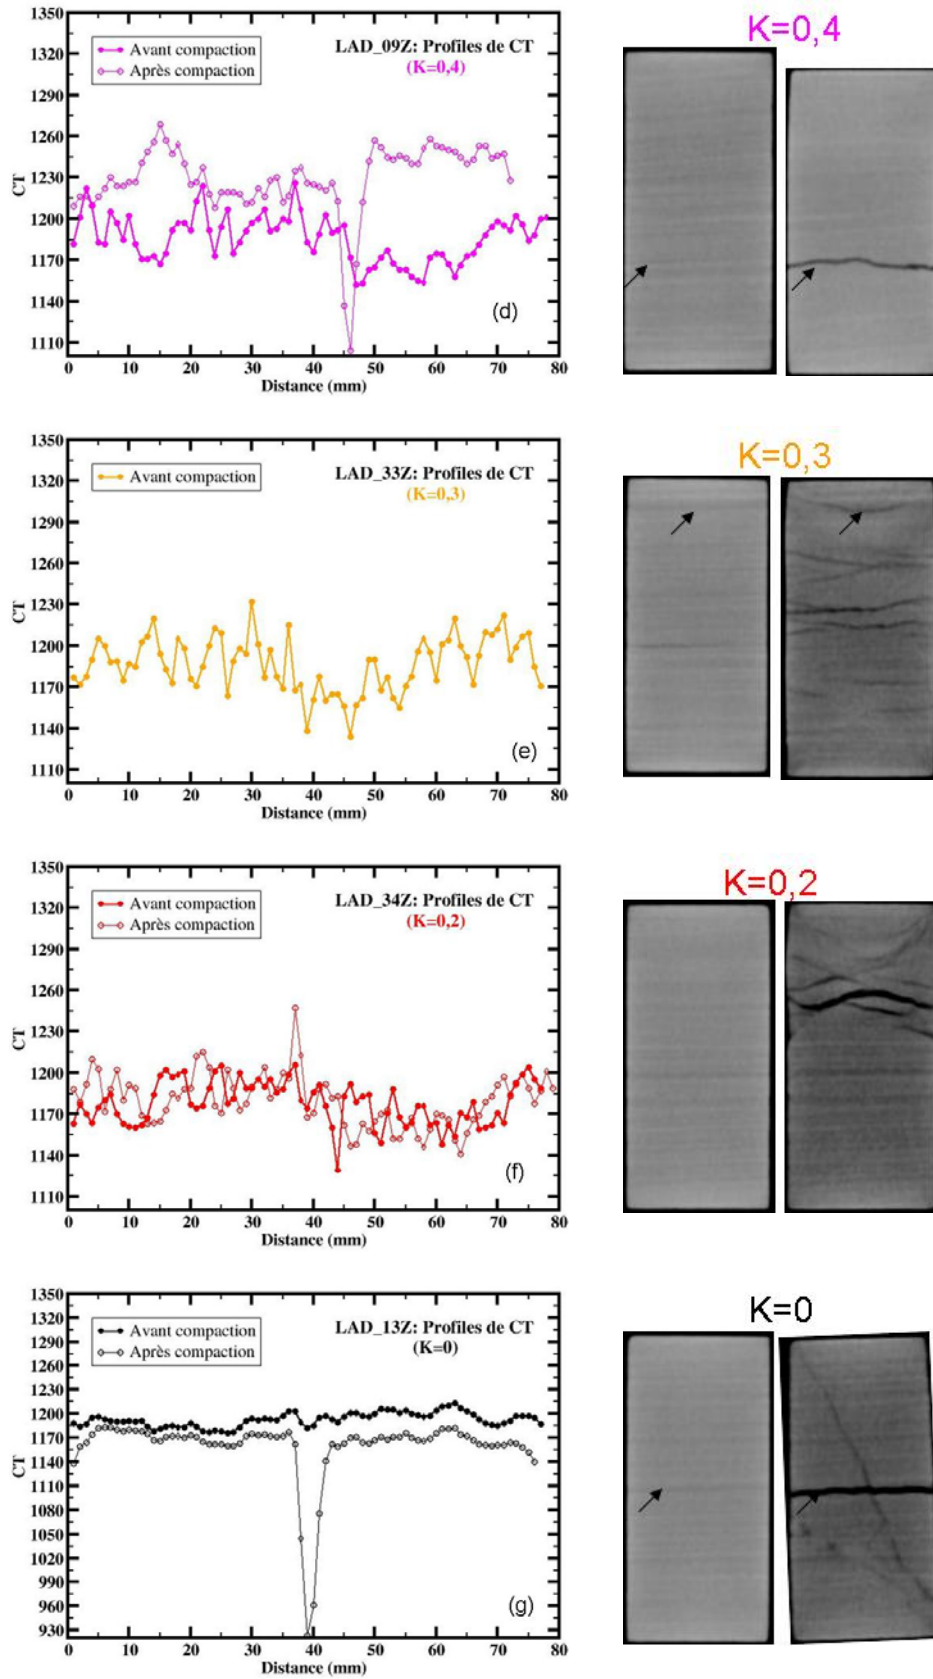 K=0,4
LAD_09Z: Profiles de CT
(K=0,4)
Avant compaction
Après compaction
1350
1320
1290
1260
1230
1200
1170
1140
1110
CT
(d)
0 10 20 30 40 50 60 70 80
Distance (mm)
K=0,3
LAD_33Z: Profiles de CT
(K=0,3)
Avant compaction
1350
1320
1290
1260
1230
1200
1170
1140
1110
CT
(e)
0 10 20 30 40 50 60 70 80
Distance (mm)
K=0,2
LAD_34Z: Profiles de CT
(K=0,2)
Avant compaction
Après compaction
1350
1320
1290
1260
1230
1200
1170
1140
1110
CT
(f)
0 10 20 30 40 50 60 70 80
Distance (mm)
K=0
LAD_13Z: Profiles de CT
(K=0)
Avant compaction
Après compaction
1350
1320
1290
1260
1230
1200
1170
1140
1110
1080
1050
1020
990
960
930
CT
(g)
0 10 20 30 40 50 60 70 80
Distance (mm)